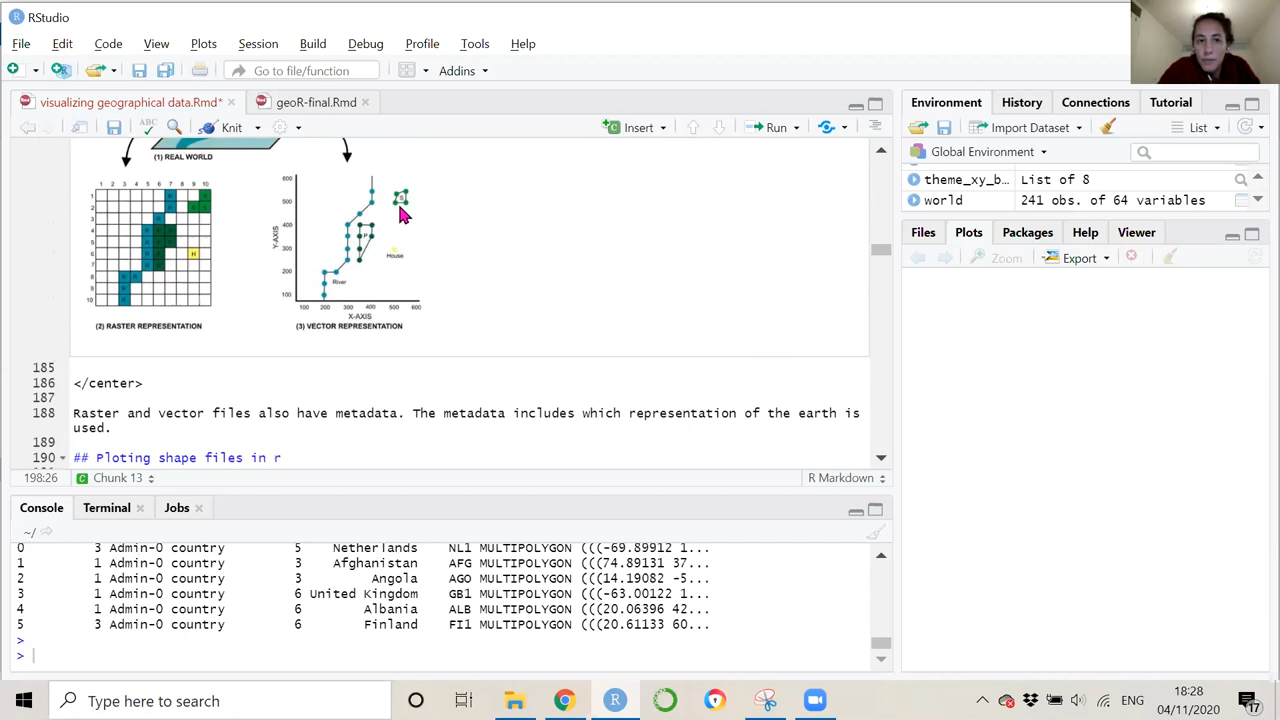 RStudio
File Edit Code View Plots Session Build Debug Profile Tools Help
Go to file/function Addins
visualizing geographical data.Rmd* geoR-final.Rmd
ABC Knit Insert Run
(1) REAL WORLD
1 2 3 4 5 6 7 8 9 10
(2) RASTER REPRESENTATION
600
500
400
300
200
100
Y-AXIS
House
River
100 200 300 400 500 600
X-AXIS
(3) VECTOR REPRESENTATION
185
186 </center>
187
188 Raster and vector files also have metadata. The metadata includes which representation of the earth is
used.
189
190 ## Ploting shape files in r
198:26 Chunk 13 R Markdown
Console Terminal Jobs
~/
0 3 Admin-0 country 5 Netherlands NL1 MULTIPOLYGON (((-69.89912 1...
1 1 Admin-0 country 3 Afghanistan AFG MULTIPOLYGON (((74.89131 37...
2 1 Admin-0 country 3 Angola AGO MULTIPOLYGON (((14.19082 -5...
3 1 Admin-0 country 6 United Kingdom GB1 MULTIPOLYGON (((-63.00122 1...
4 1 Admin-0 country 6 Albania ALB MULTIPOLYGON (((20.06396 42...
5 3 Admin-0 country 6 Finland FI1 MULTIPOLYGON (((20.61133 60...
>
>
Environment History Connections Tutorial
Import Dataset List
Global Environment
theme_xy_b... List of 8
world 241 obs. of 64 variables
Files Plots Packages Help Viewer
Zoom Export
Type here to search
ENG
18:28
04/11/2020
17